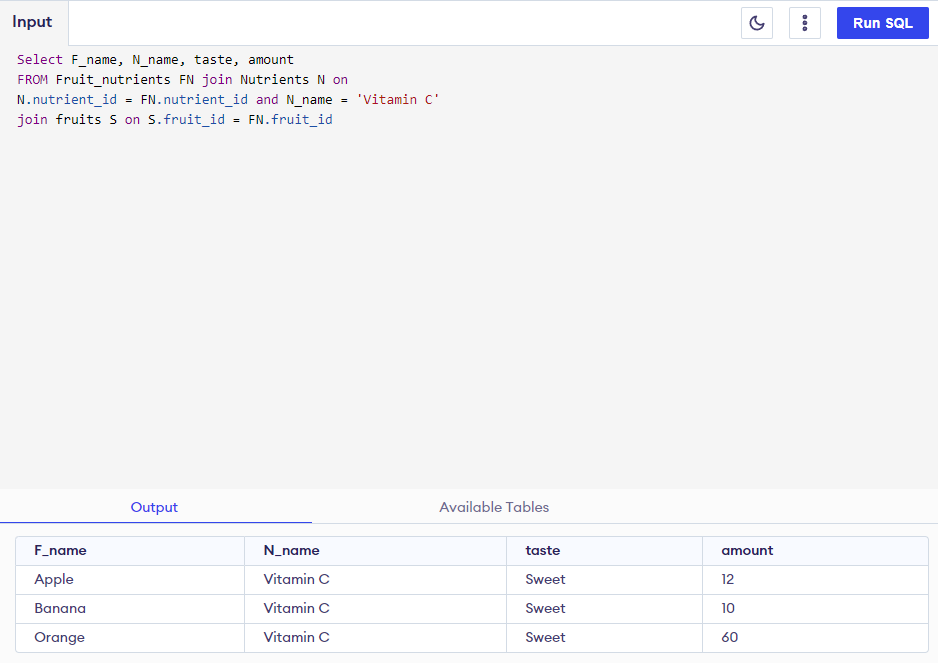 Input
Run SQL
Select F_name, N_name, taste, amount
FROM Fruit_nutrients FN join Nutrients N on
N.nutrient_id = FN.nutrient_id and N_name = 'Vitamin C'
join fruits S on S.fruit_id = FN.fruit_id
Output Available Tables
F_name N_name taste amount
Apple Vitamin C Sweet 12
Banana Vitamin C Sweet 10
Orange Vitamin C Sweet 60